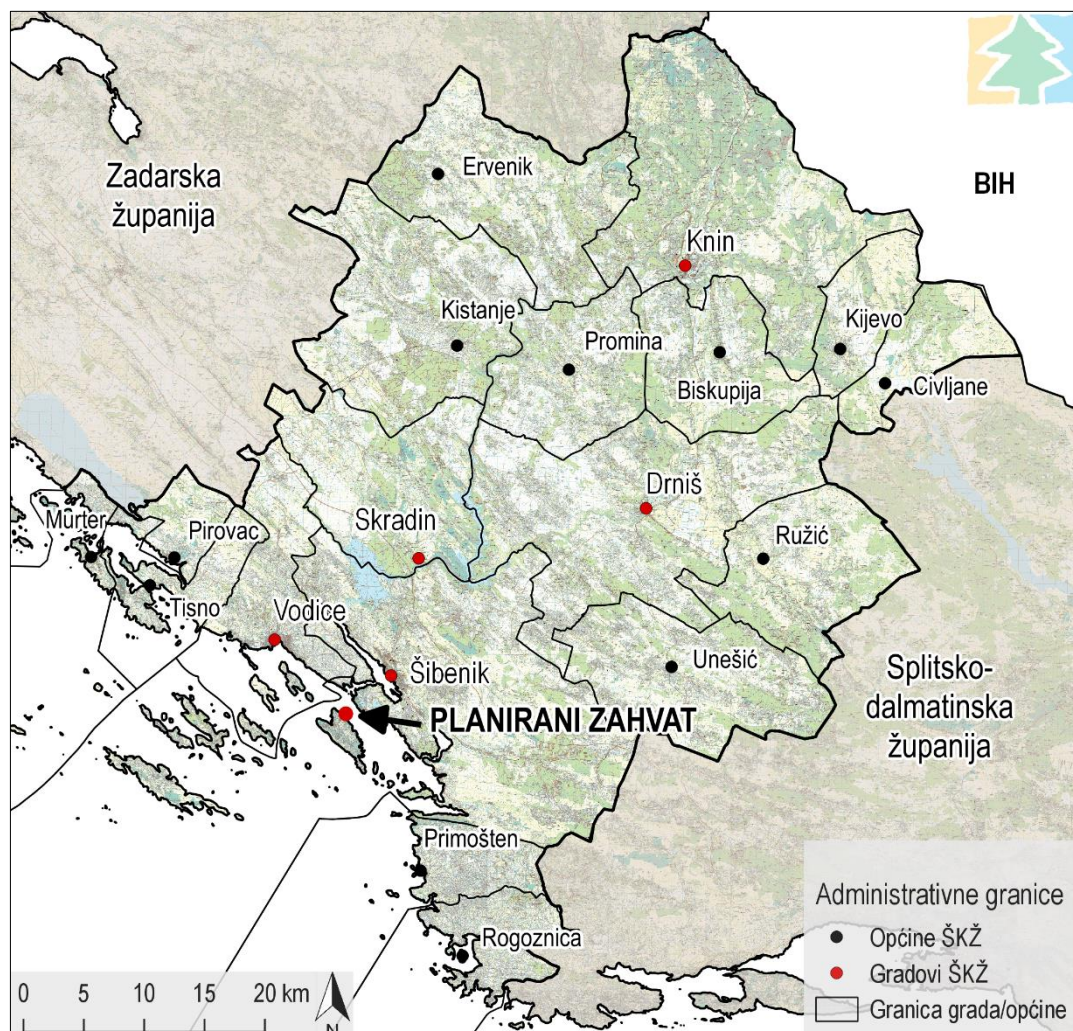 Zadarska
županija
Ervenik
BIH
Knin
Kistanje
Promina
Kijevo
Biskupija
Civljane
Drniš
Skradin
Ružić
Murter
Pirovac
Tisno
Vodice
Unešić
Šibenik
Splitsko-
dalmatinska
županija
PLANIRANI ZAHVAT
Primošten
Rogoznica
Administrativne granice
Općine ŠKŽ
Gradovi ŠKŽ
Granica grada/općine
0 5 10 15 20 km
N